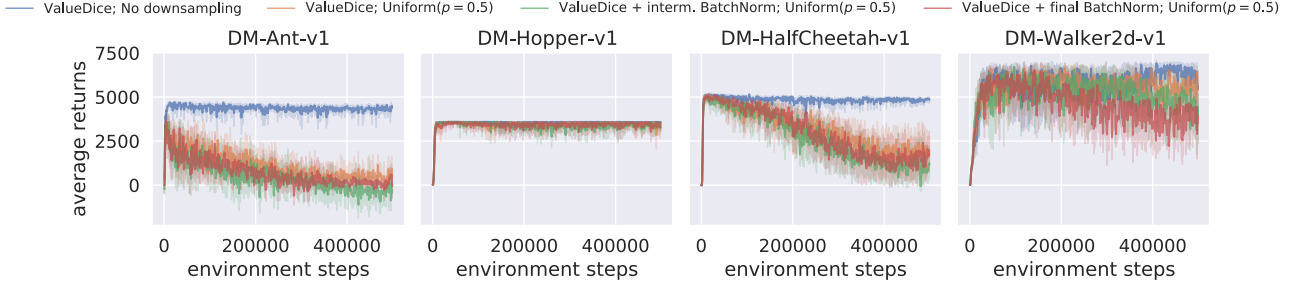 ValueDice; No downsampling ValueDice; Uniform(p = 0.5) ValueDice + interm. BatchNorm; Uniform(p = 0.5) ValueDice + final BatchNorm; Uniform(p = 0.5)
DM-Ant-v1 DM-Hopper-v1 DM-HalfCheetah-v1 DM-Walker2d-v1
average returns
7500
5000
2500
0
0 200000 400000 0 200000 400000 0 200000 400000 0 200000 400000
environment steps environment steps environment steps environment steps